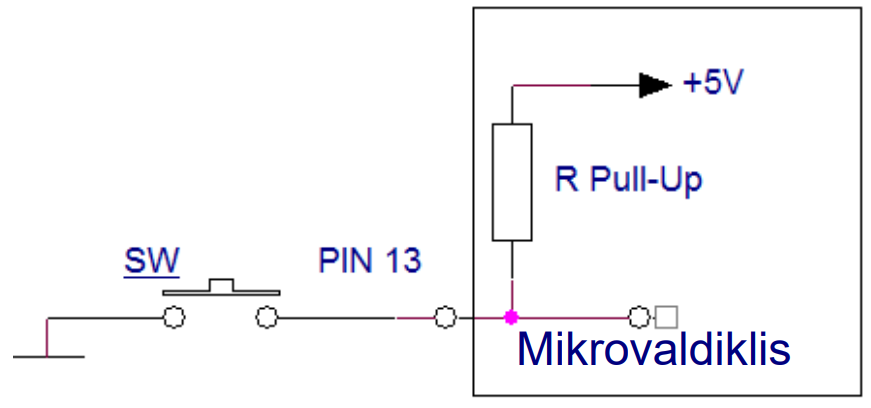 +5V
R Pull-Up
SW
PIN 13
Mikrovaldiklis